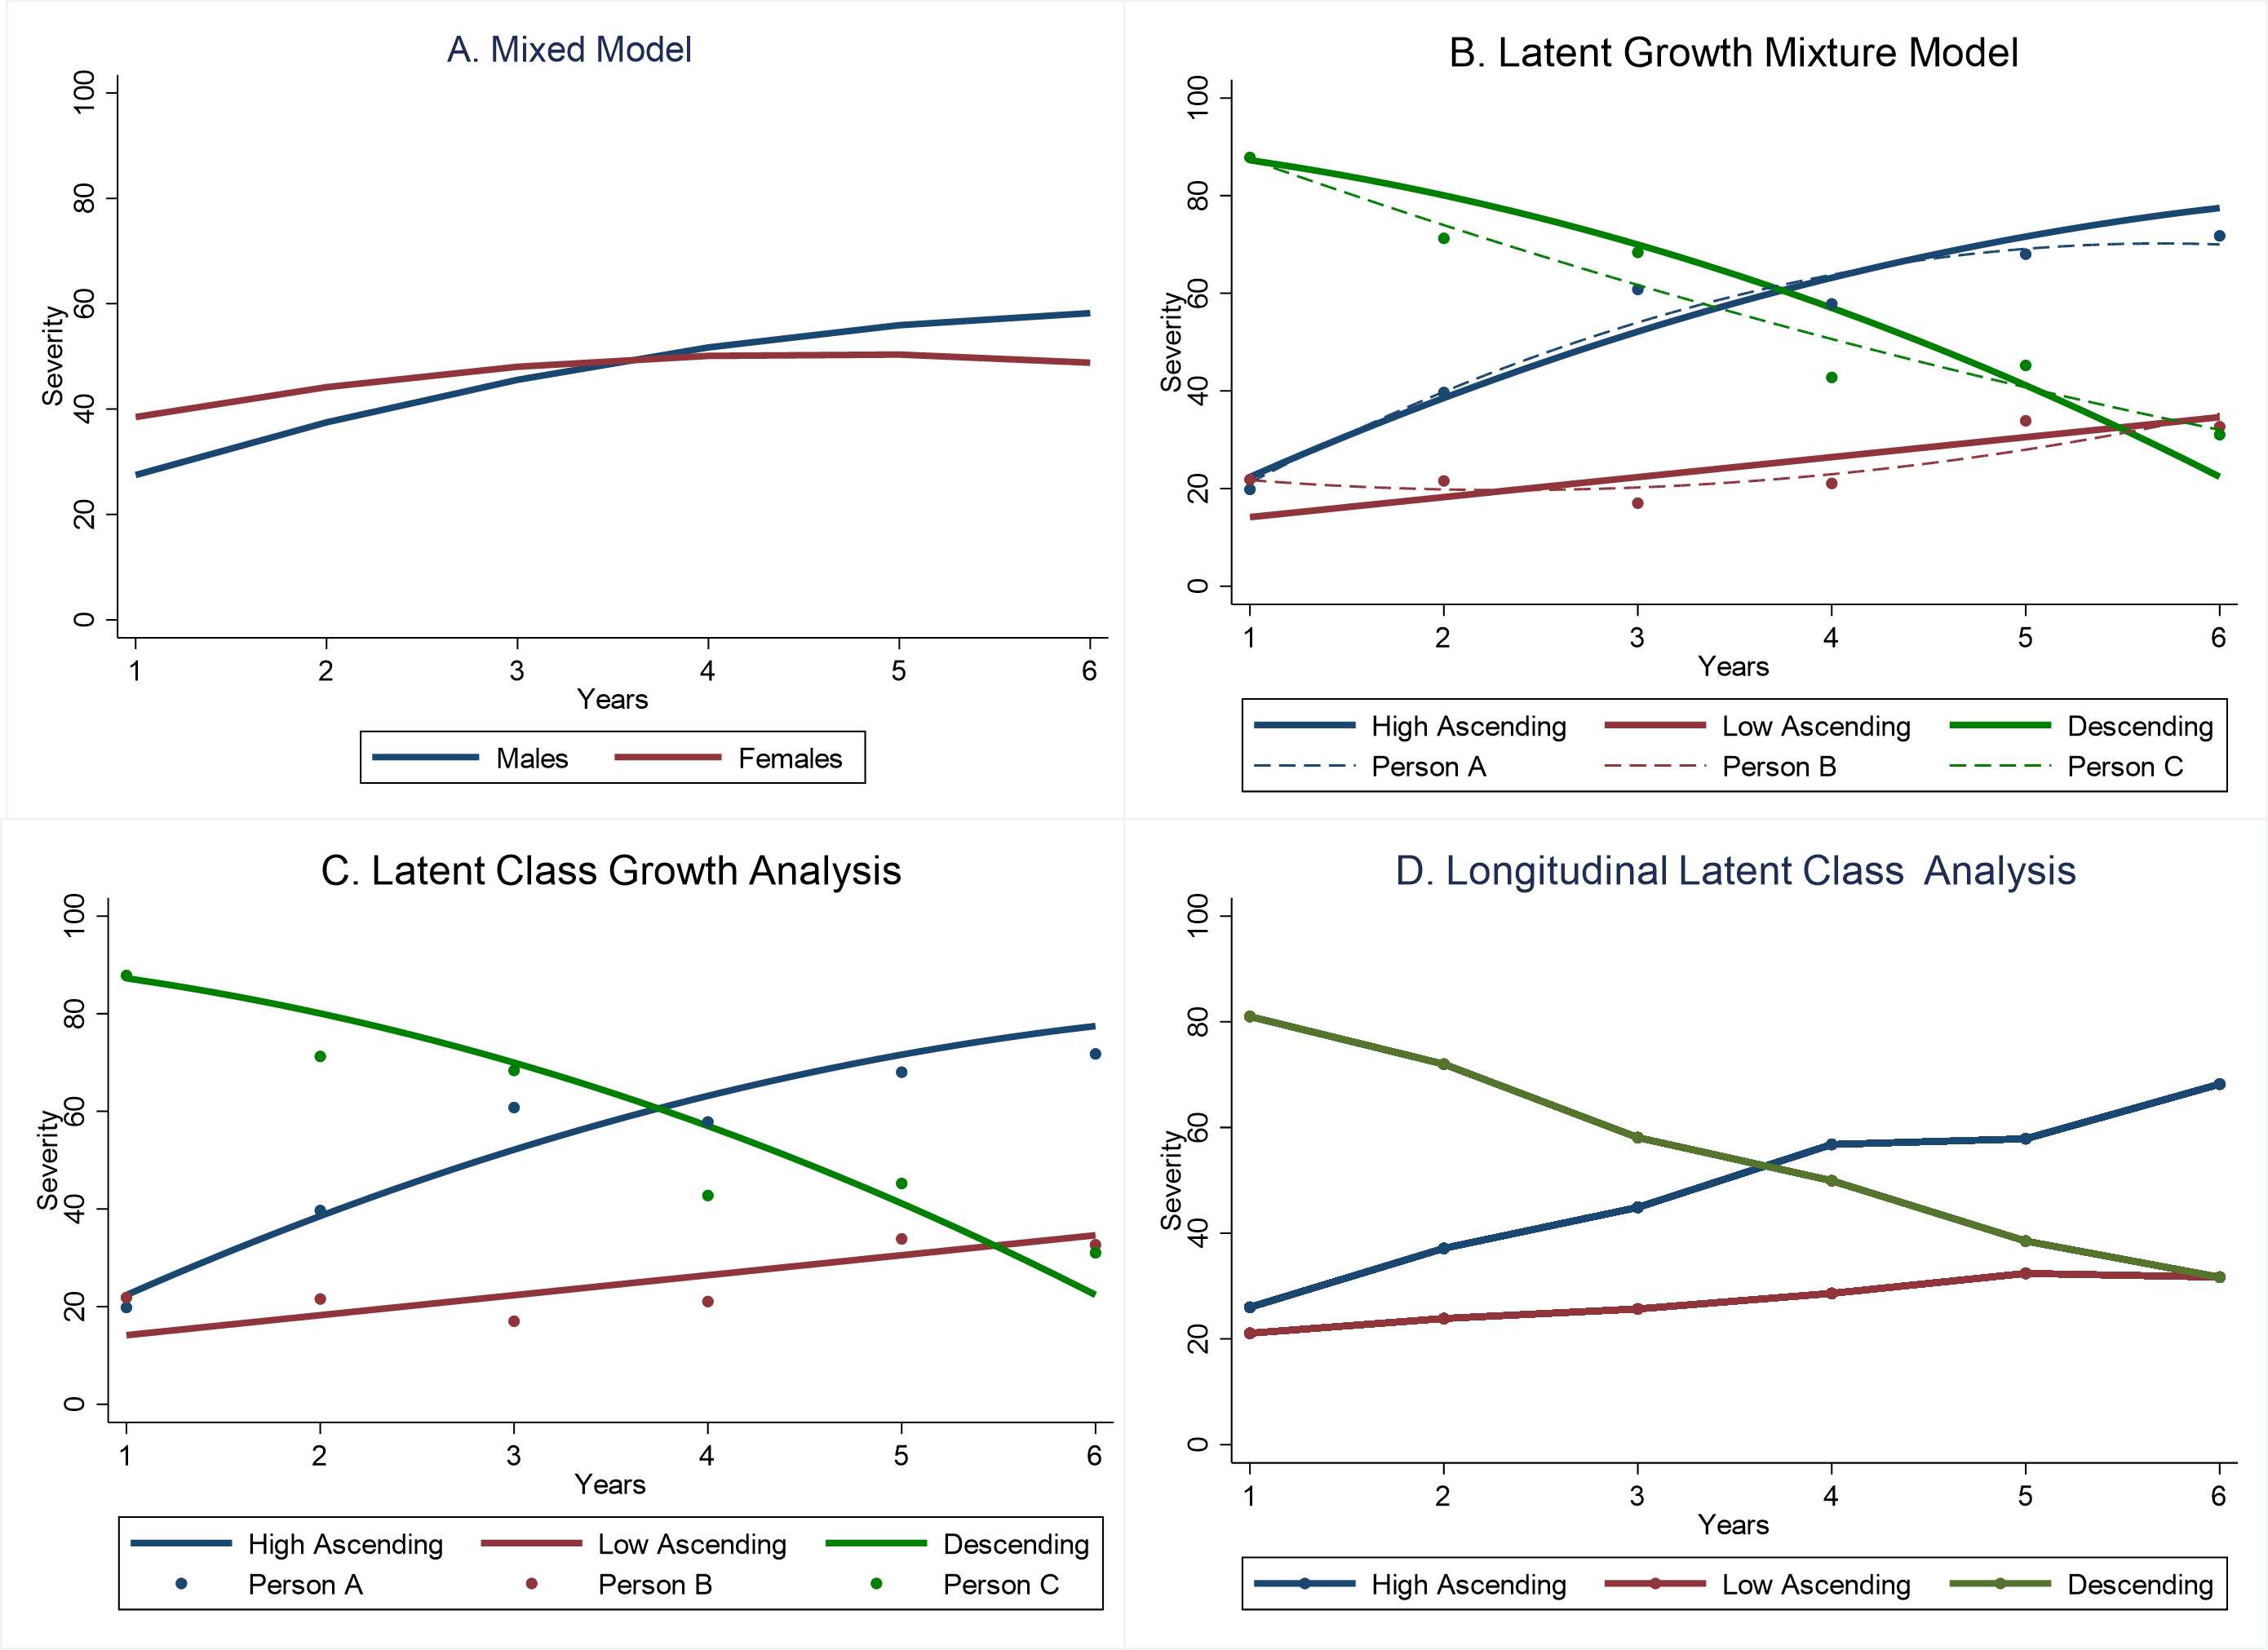 A. Mixed Model
Severity
100
80
60
40
20
0
1 2 3 4 5 6
Years
Males Females
B. Latent Growth Mixture Model
Severity
100
80
60
40
20
0
1 2 3 4 5 6
Years
High Ascending Low Ascending Descending
Person A Person B Person C
C. Latent Class Growth Analysis
Severity
100
80
60
40
20
0
1 2 3 4 5 6
Years
High Ascending Low Ascending Descending
Person A Person B Person C
D. Longitudinal Latent Class Analysis
Severity
100
80
60
40
20
0
1 2 3 4 5 6
Years
High Ascending Low Ascending Descending